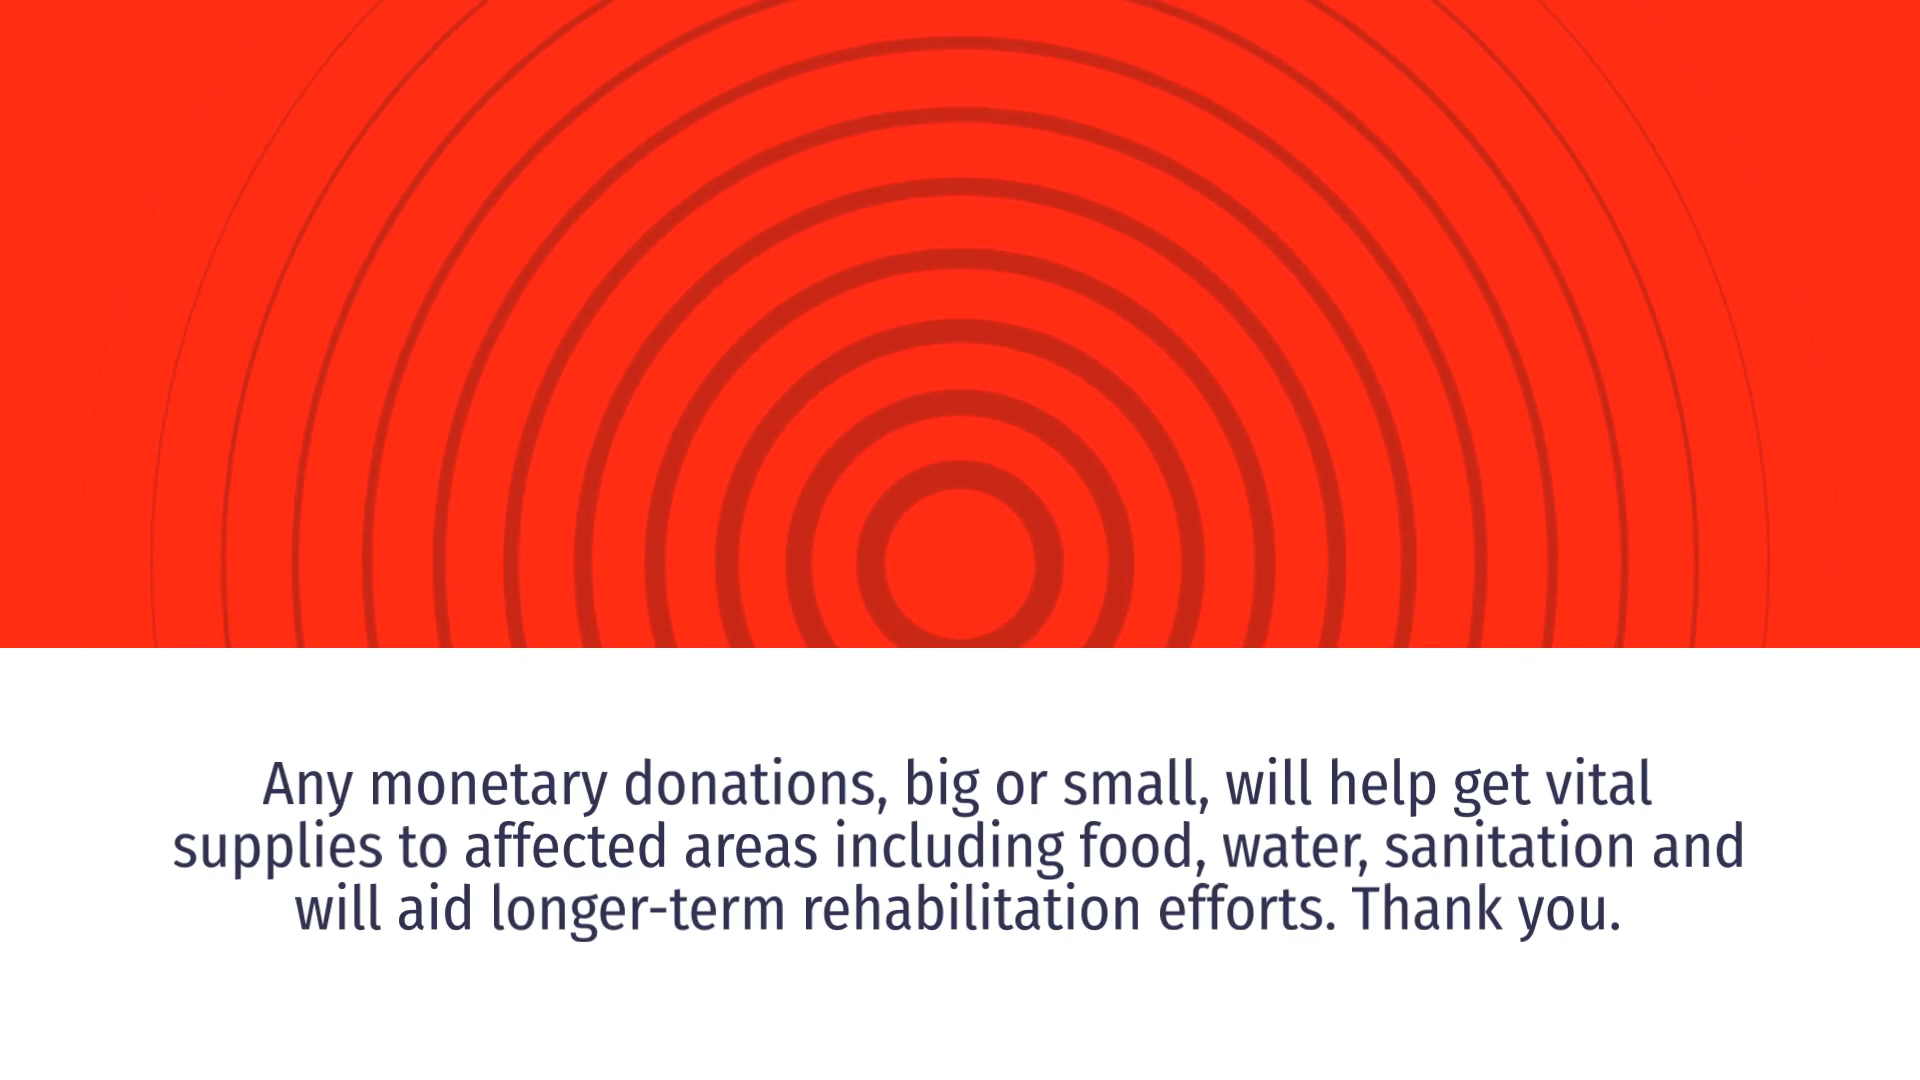 Any monetary donations, big or small, will help get vital
supplies to affected areas including food, water, sanitation and
will aid longer-term rehabilitation efforts. Thank you.